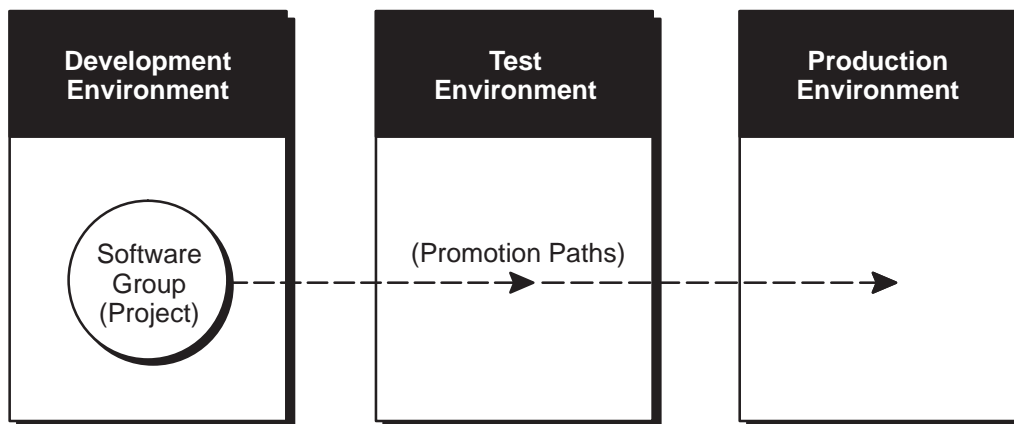 Development
Environment
Test
Environment
Production
Environment
Software
Group
(Project)
(Promotion Paths)